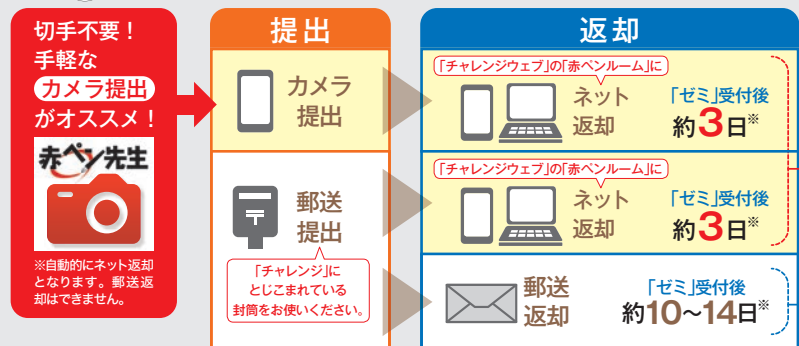 切手不要！
手軽な
カメラ提出
がオススメ！
赤ペン先生
※自動的にネット返却
となります。郵送返
却はできません。
提出
カメラ
提出
郵送
提出
「チャレンジ」に
とじこまれている
封筒をお使いください。
返却
「チャレンジウェブ」の「赤ペンルーム」に
ネット
返却
「ゼミ」受付後
約3日※
「チャレンジウェブ」の「赤ペンルーム」に
ネット
返却
「ゼミ」受付後
約3日※
郵送
返却
「ゼミ」受付後
約10〜14日※